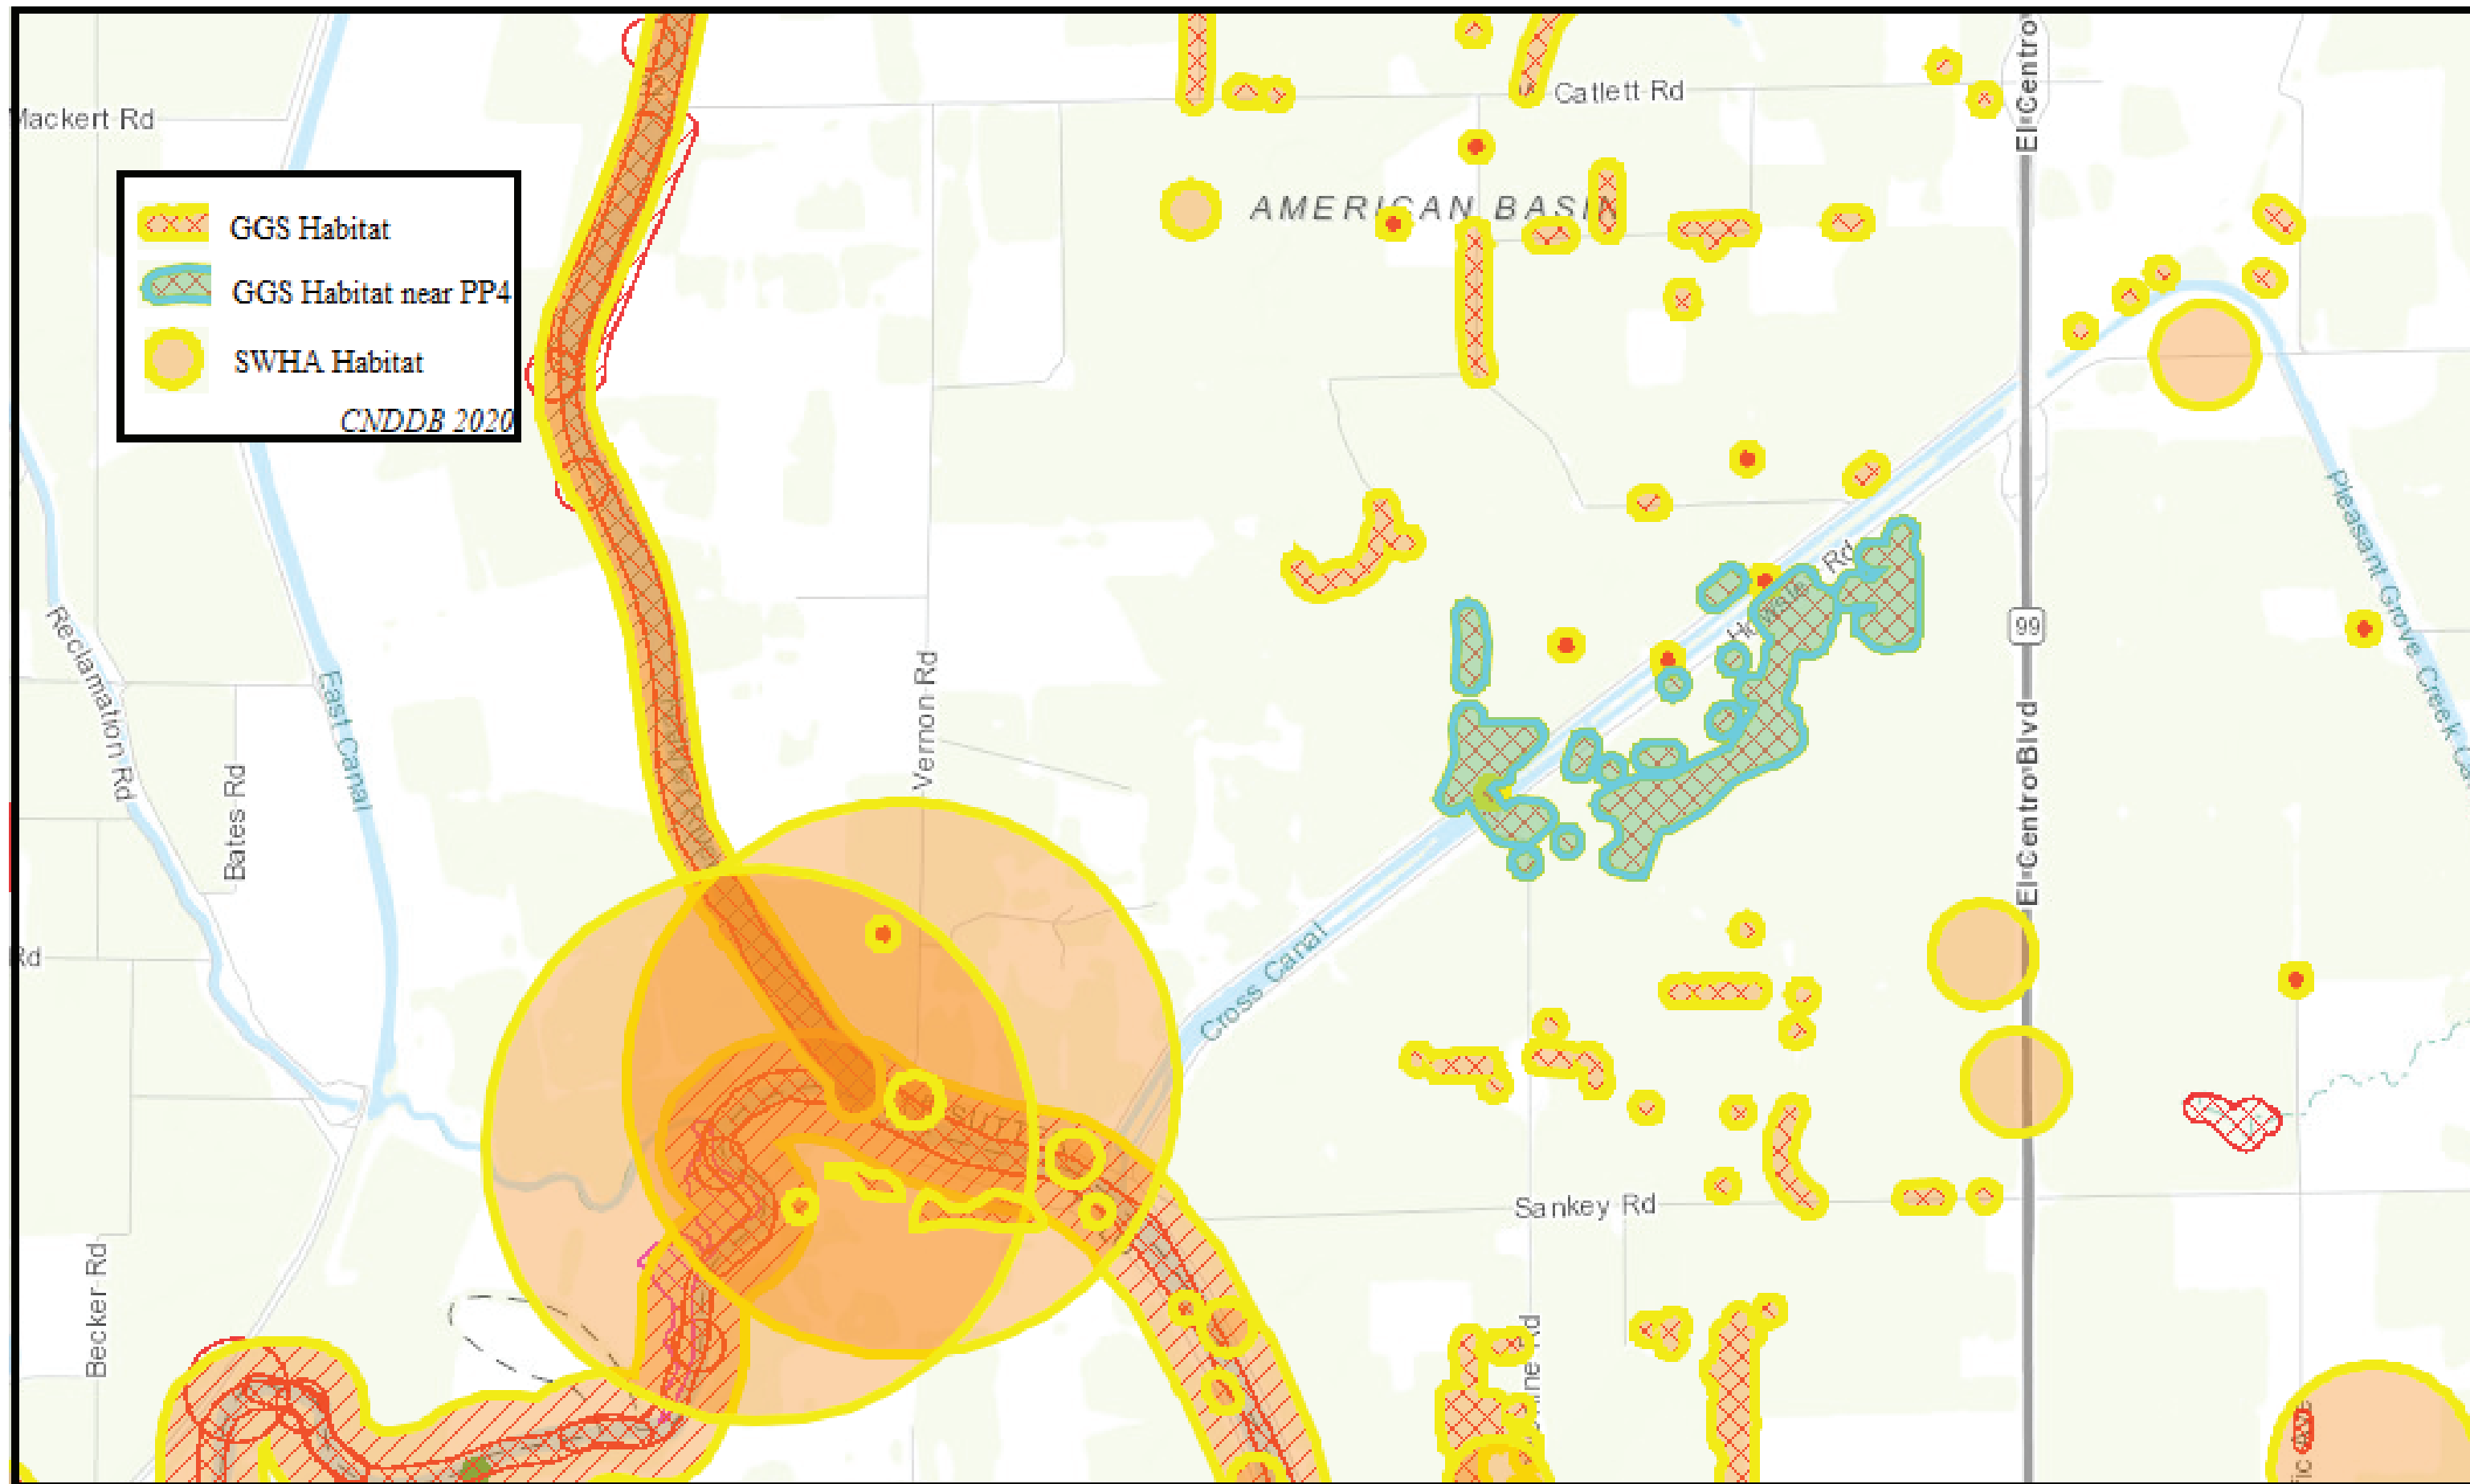 El Centro
Catlett Rd
Mackert Rd
AMERICAN BASIN
GGS Habitat
GGS Habitat near PP4
SWHA Habitat
CNDDB 2020
Pleasant Grove Creek Ca
Rd
99
Reclamation Rd
East Canal
Vernon Rd
Bates Rd
El Centro Blvd
Rd
Cross Canal
Sankey Rd
Becker Rd